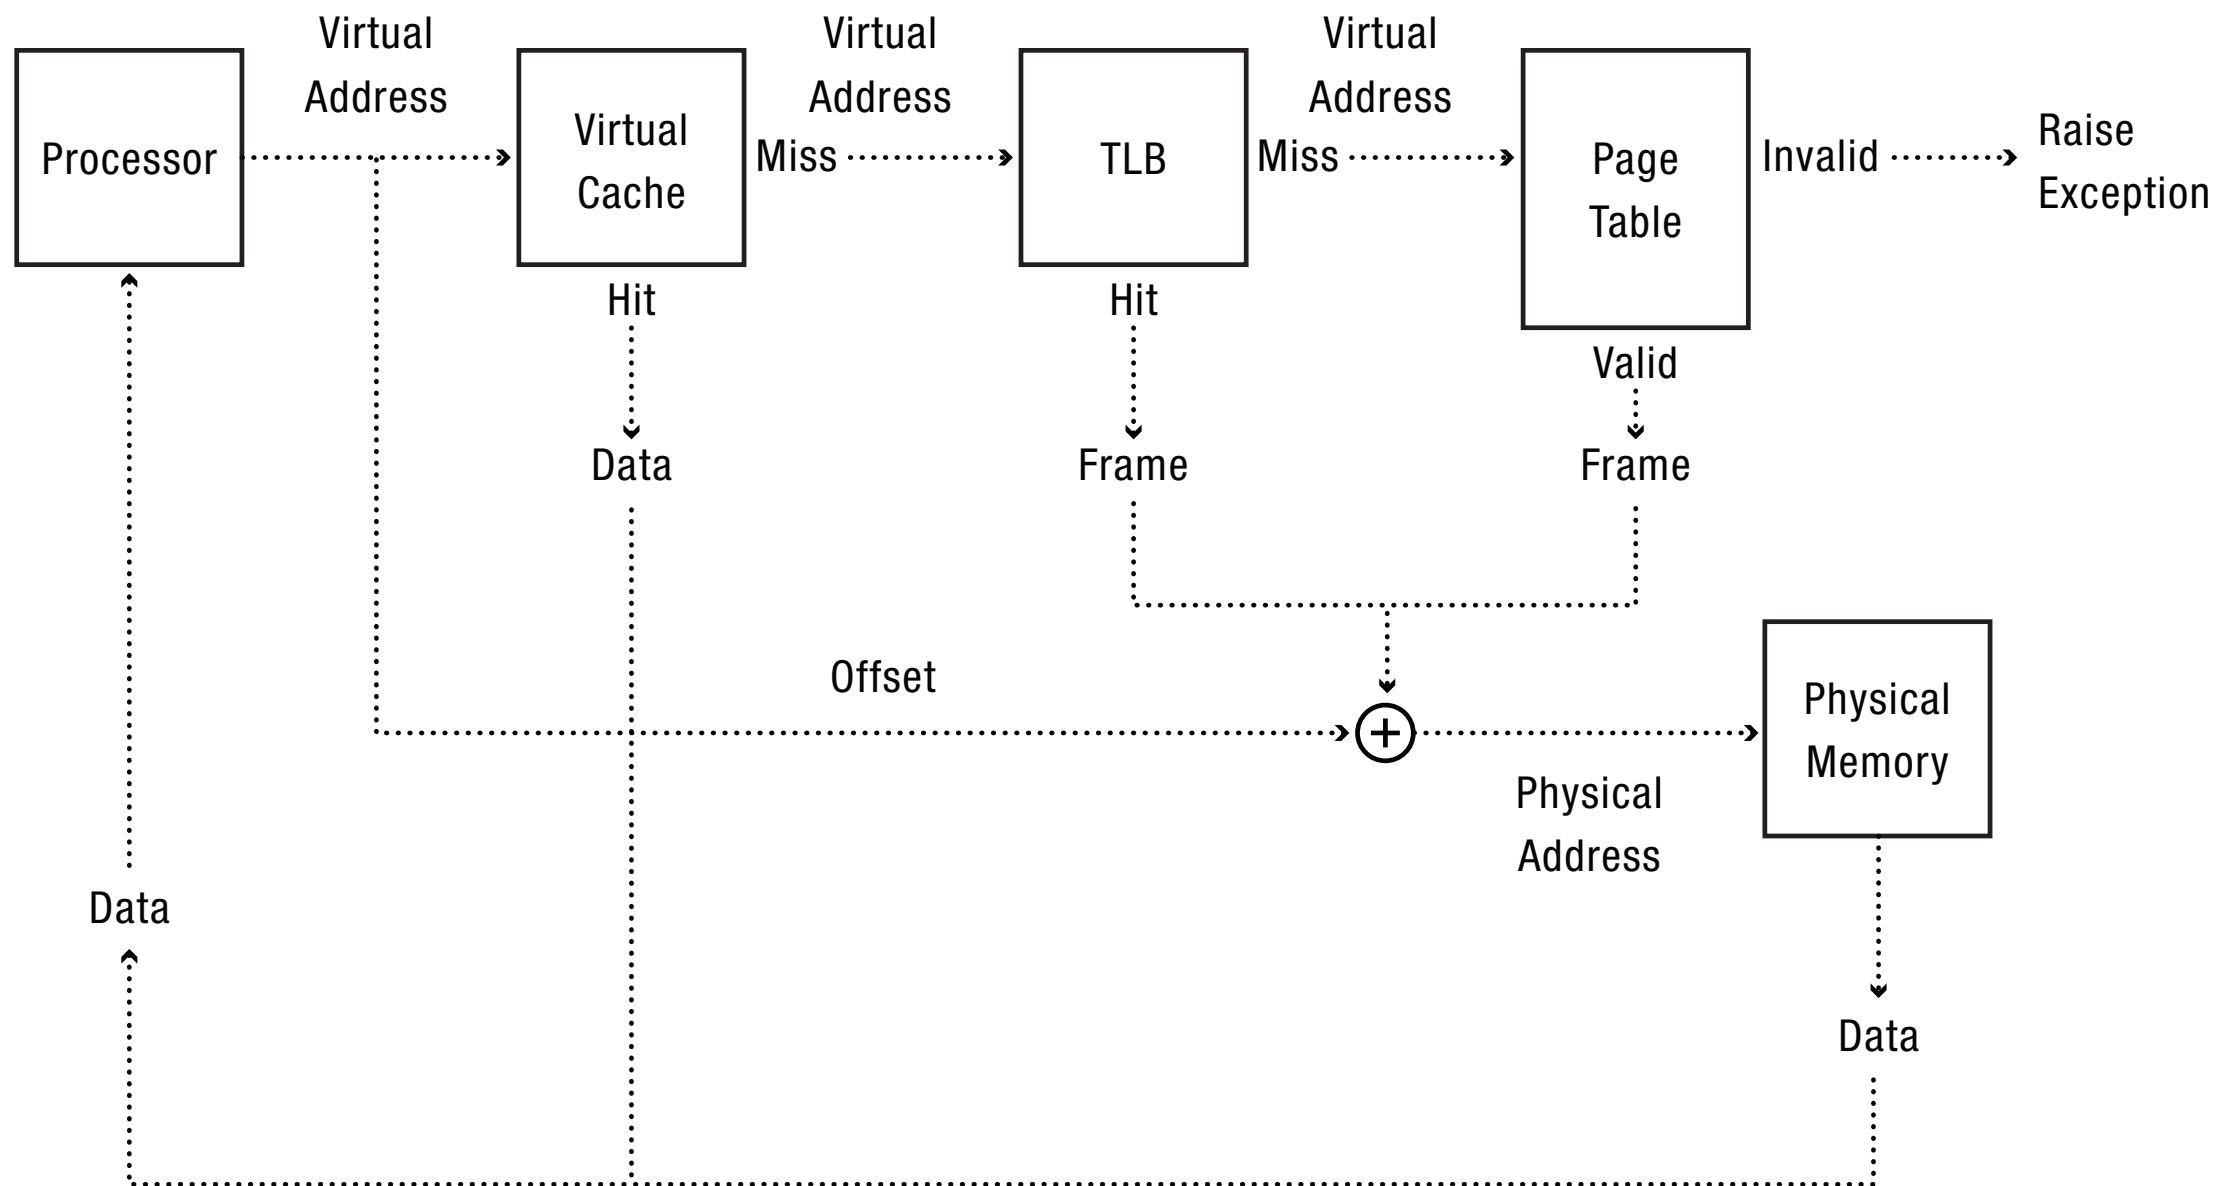 Virtual
Address
Virtual
Address
Virtual
Address
Processor
Virtual
Cache
Miss
TLB
Miss
Page
Table
Invalid
Raise
Exception
Hit
Hit
Valid
Data
Frame
Frame
Offset
+
Physical
Memory
Physical
Address
Data
Data